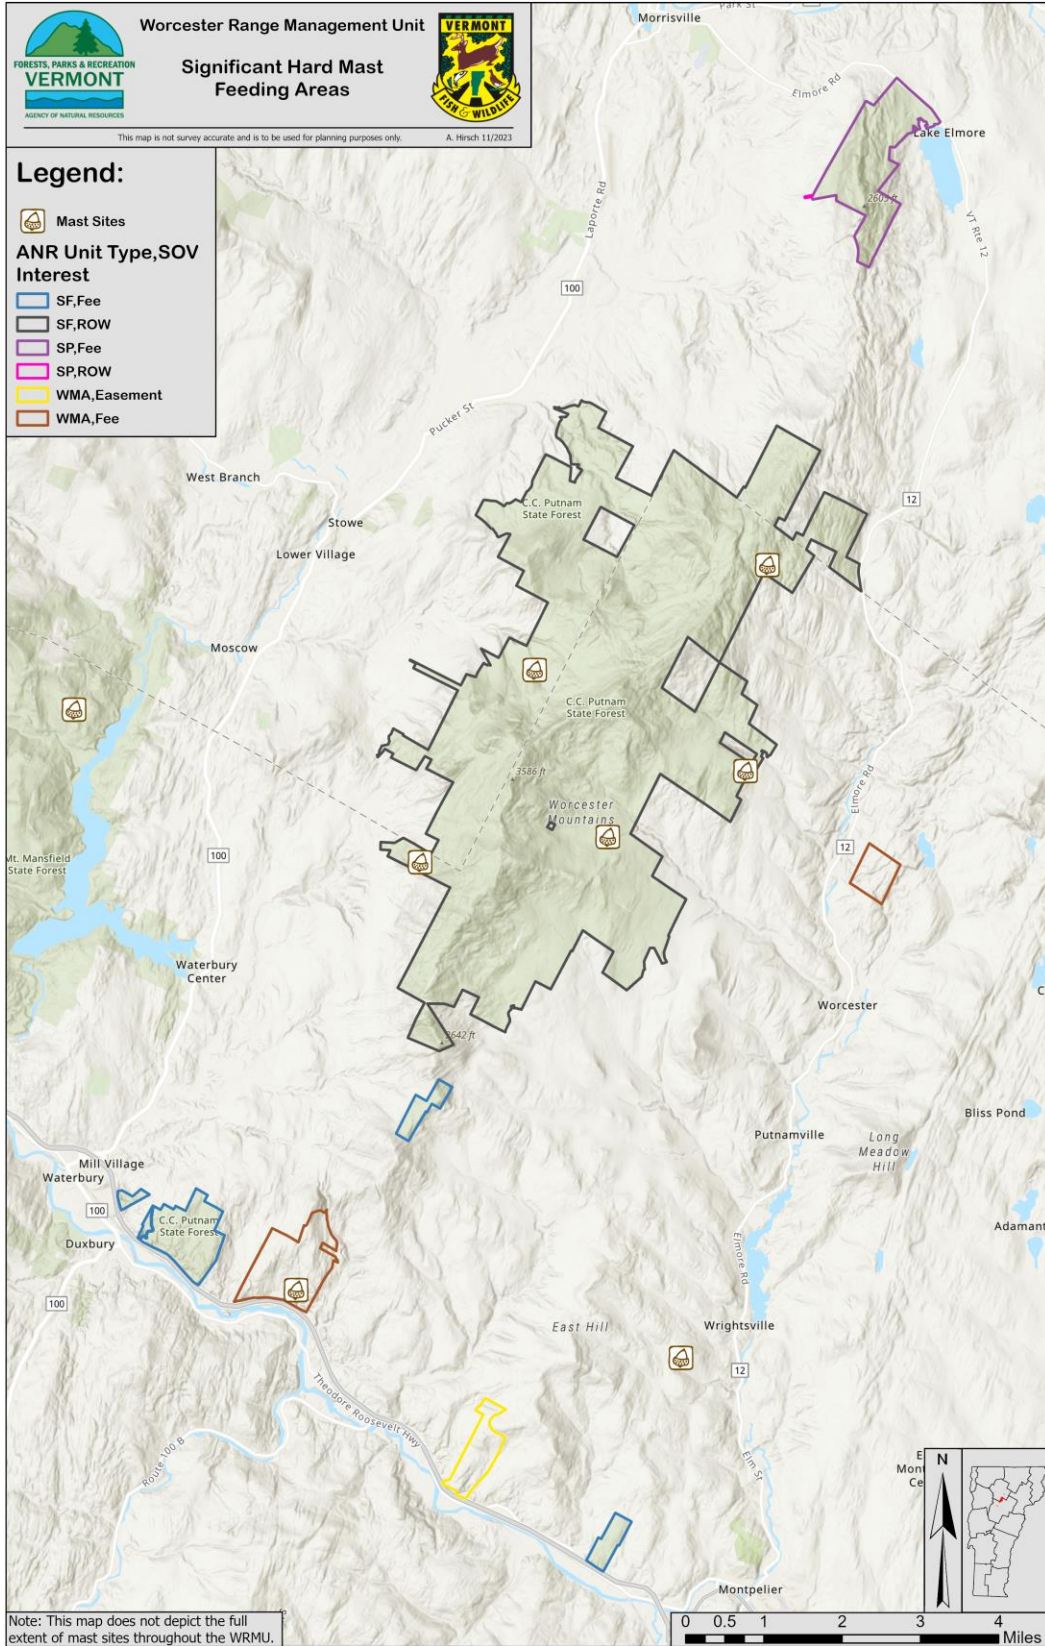 FORESTS, PARKS & RECREATION
VERMONT
AGENCY OF NATURAL RESOURCES
Worcester Range Management Unit
Significant Hard Mast
Feeding Areas
VERMONT
FISH & WILDLIFE
This map is not survey accurate and is to be used for planning purposes only.
A. Hirsch 11/2023
Legend:
Mast Sites
ANR Unit Type,SOV
Interest
SF,Fee
SF,ROW
SP,Fee
SP,ROW
WMA,Easement
WMA,Fee
Park St
Morrisville
Elmore Rd
Lake Elmore
2603 ft
VT Rte 12
Laporte Rd
100
Pucker St
West Branch
Stowe
Lower Village
12
C.C. Putnam
State Forest
Moscow
C.C. Putnam
State Forest
3586 ft
Worcester
Mountains
Elmore Rd
12
100
Mt. Mansfield
State Forest
Waterbury
Center
Worcester
3642 ft
Bliss Pond
Putnamville
Long
Meadow
Hill
Mill Village
Waterbury
100
C.C. Putnam
State Forest
Duxbury
Adamant
Elmore Rd
100
East Hill
Wrightsville
12
Theodore Roosevelt Hwy
Route 100 B
Elm St
E
Mon
Ce
N
Montpelier
Note: This map does not depict the full
extent of mast sites throughout the WRMU.
0 0.5 1 2 3 4
Miles